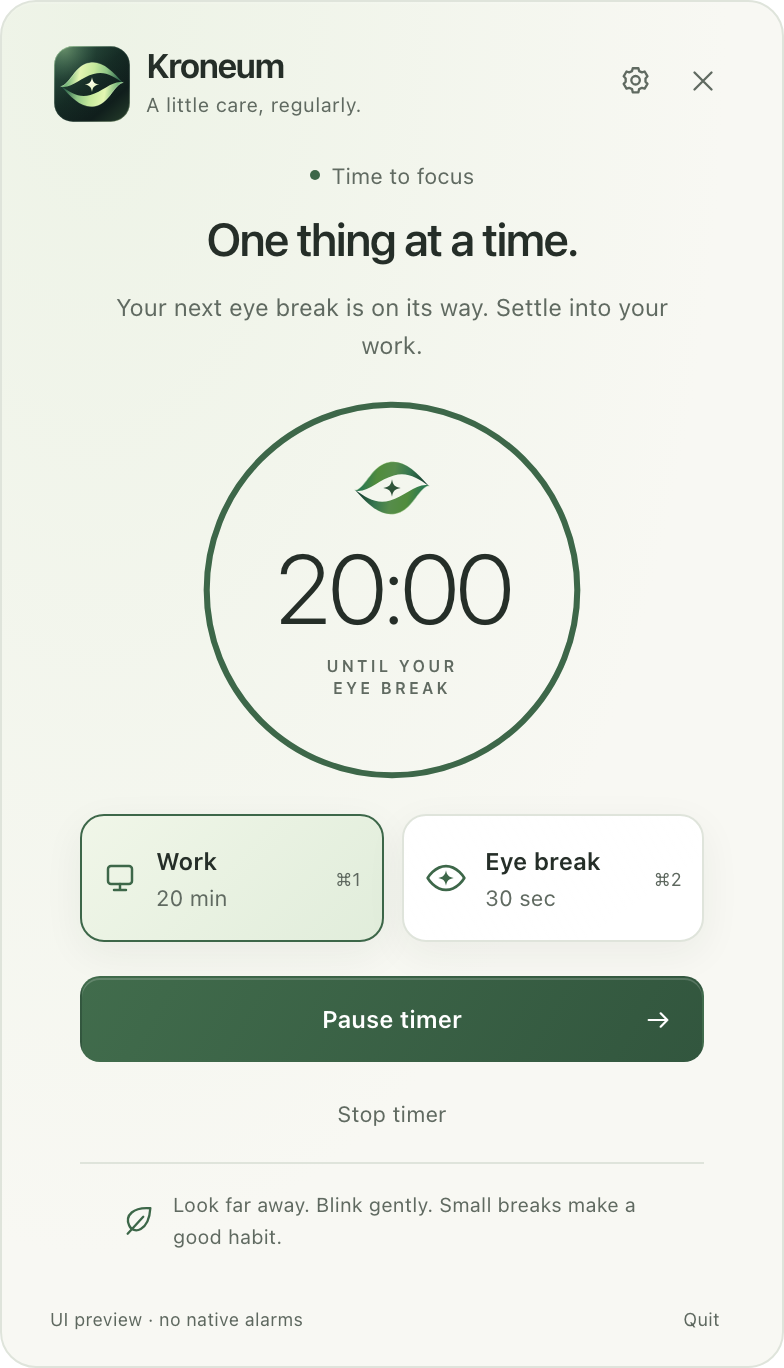 Kroneum
A little care, regularly.
Time to focus
One thing at a time.
Your next eye break is on its way. Settle into your
work.
20:00
UNTIL YOUR
EYE BREAK
Work
20 min
⌘1
Eye break
30 sec
⌘2
Pause timer
Stop timer
Look far away. Blink gently. Small breaks make a
good habit.
UI preview · no native alarms
Quit